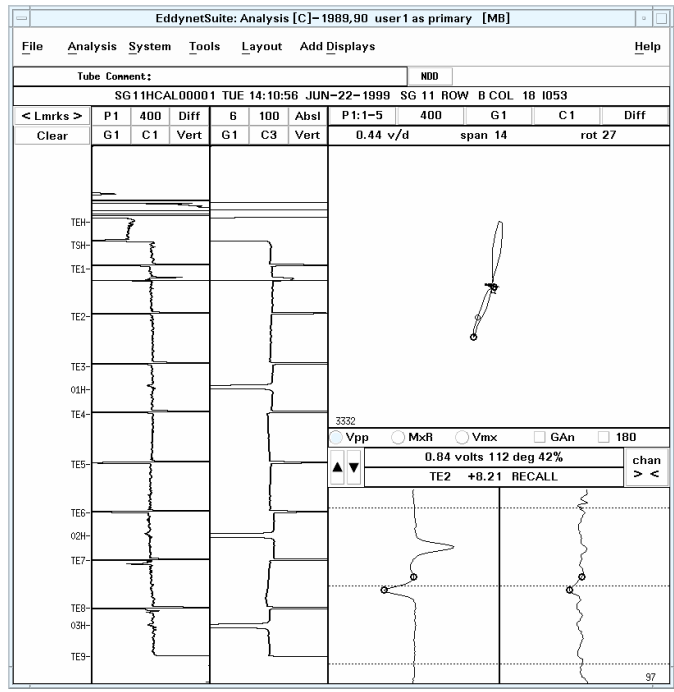 EddynetSuite: Analysis [C]-1989,90 user1 as primary [MB]
File Analysis System Tools Layout Add Displays Help
Tube Comment: NDD
SG11HCAL00001 TUE 14:10:56 JUN-22-1999 SG 11 ROW B COL 18 I053
< Lmrks > P1 400 Diff 6 100 Absl P1:1-5 400 G1 C1 Diff
Clear G1 C1 Vert G1 C3 Vert 0.44 v/d span 14 rot 27
TEH
TSH
TE1
TE2
TE3
01H
TE4
TE5
TE6
02H
TE7
TE8
03H
TE9
3332
Vpp MxR Vmx GAn 180
0.84 volts 112 deg 42% chan
TE2 +8.21 RECALL > <
97